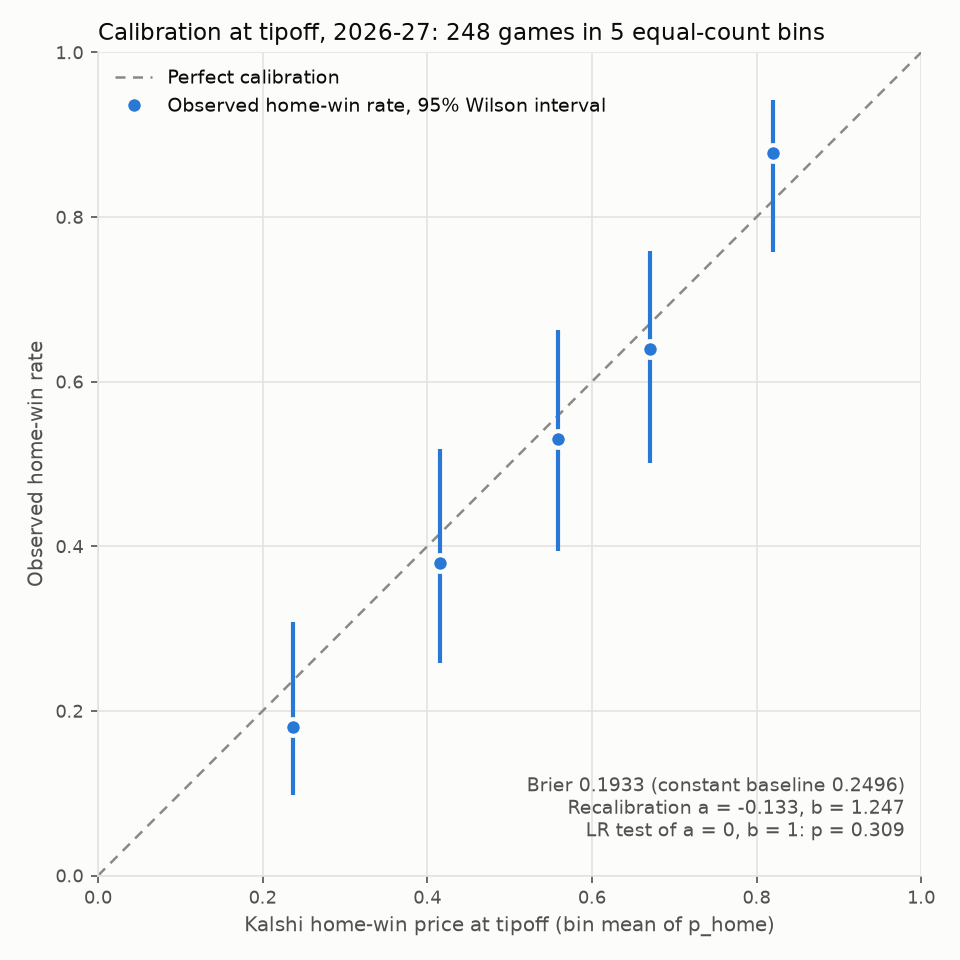 Calibration at tipoff, 2026-27: 248 games in 5 equal-count bins
Perfect calibration
Observed home-win rate, 95% Wilson interval
Observed home-win rate
1.0
0.8
0.6
0.4
0.2
0.0
Brier 0.1933 (constant baseline 0.2496)
Recalibration a = -0.133, b = 1.247
LR test of a = 0, b = 1: p = 0.309
0.0 0.2 0.4 0.6 0.8 1.0
Kalshi home-win price at tipoff (bin mean of p_home)